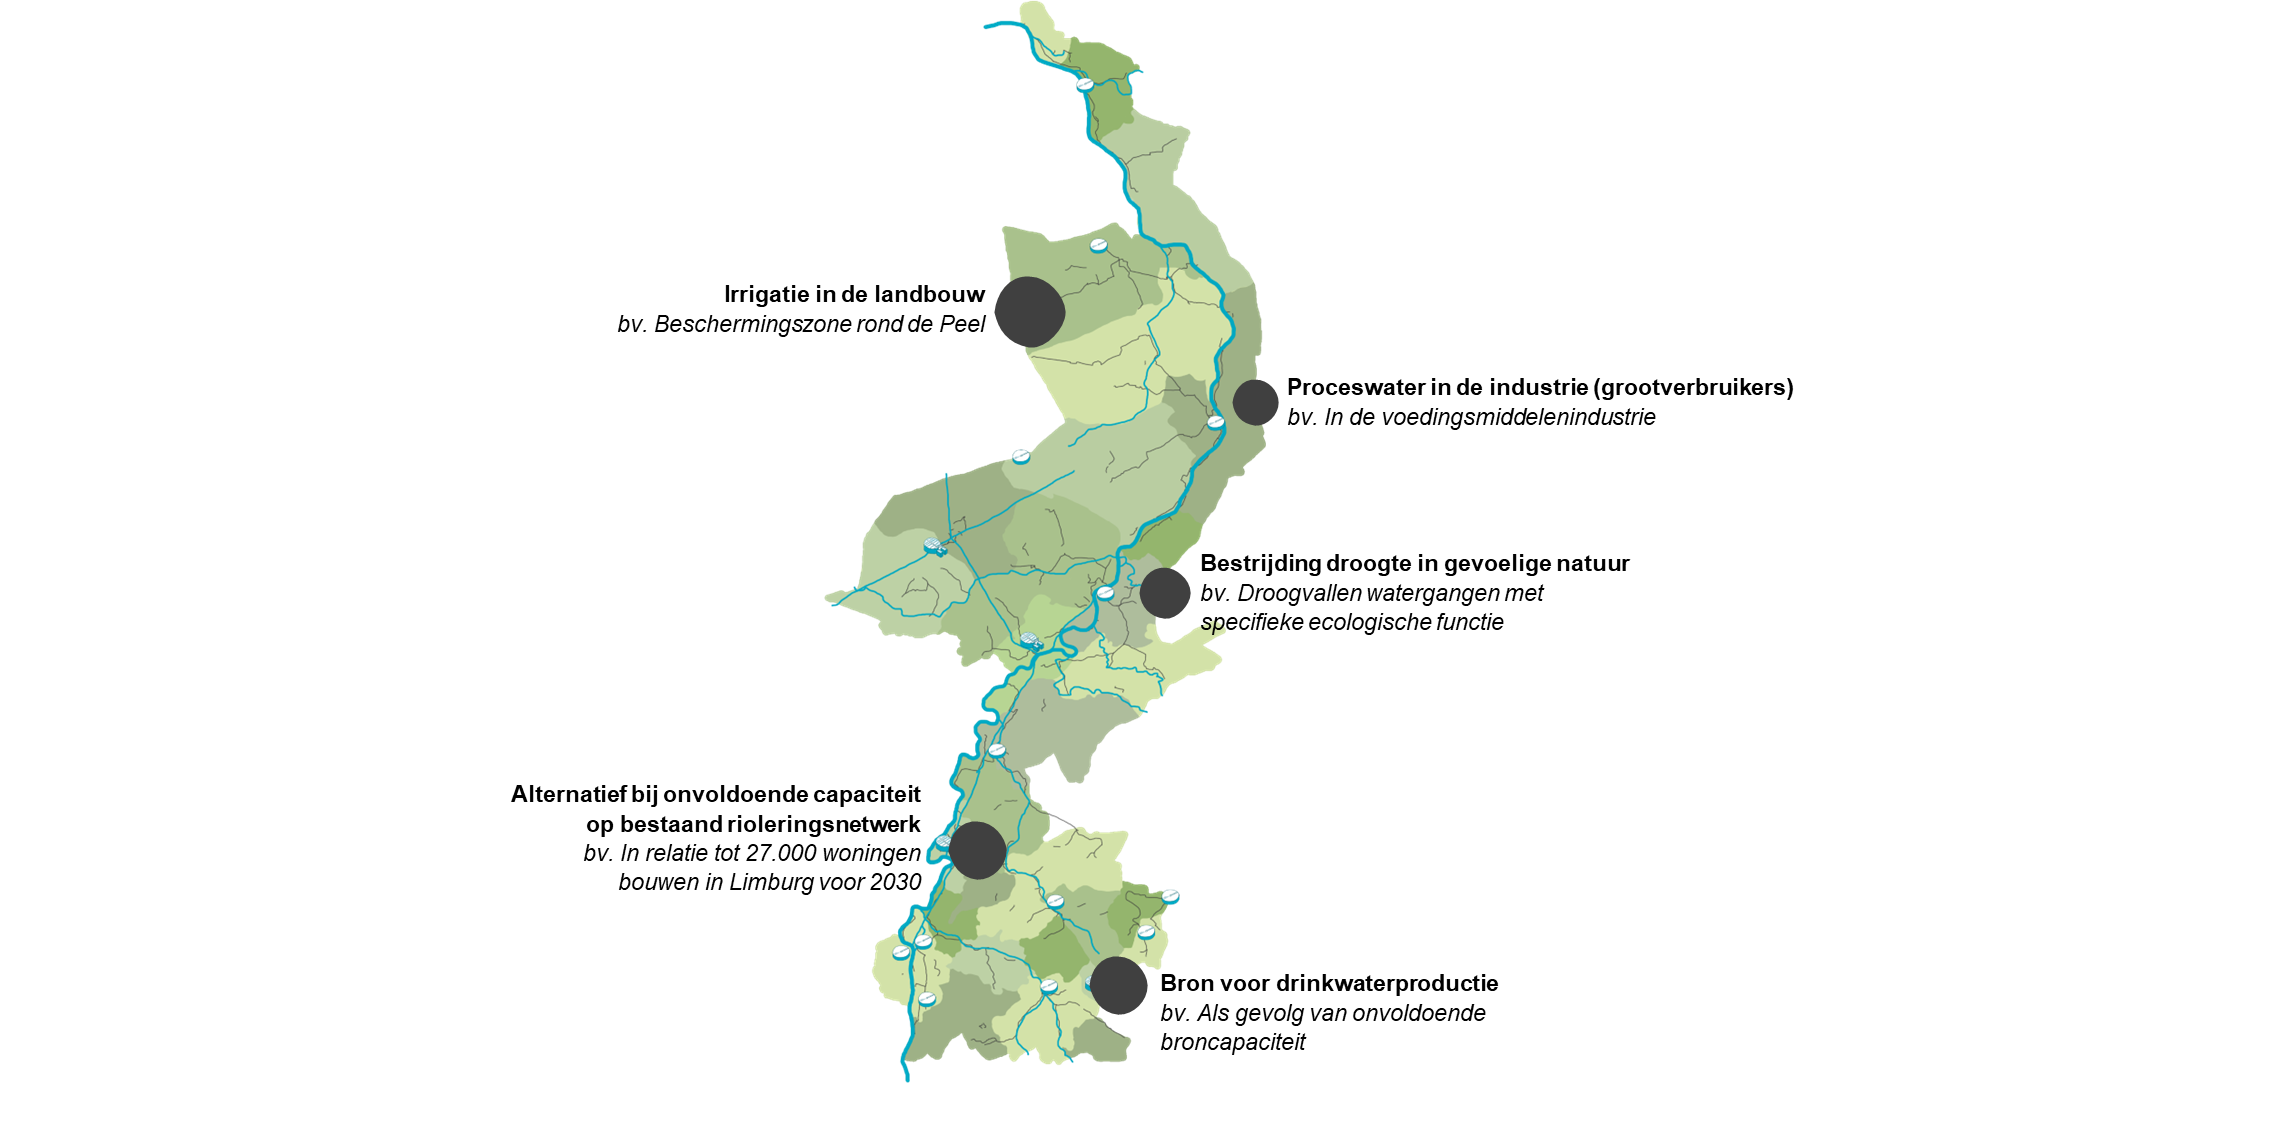 Irrigatie in de landbouw
bv. Beschermingszone rond de Peel
Proceswater in de industrie (grootverbruikers)
bv. In de voedingsmiddelenindustrie
Bestrijding droogte in gevoelige natuur
bv. Droogvallen watergangen met
specifieke ecologische functie
Alternatief bij onvoldoende capaciteit
op bestaand rioleringsnetwerk
bv. In relatie tot 27.000 woningen
bouwen in Limburg voor 2030
Bron voor drinkwaterproductie
bv. Als gevolg van onvoldoende
broncapaciteit